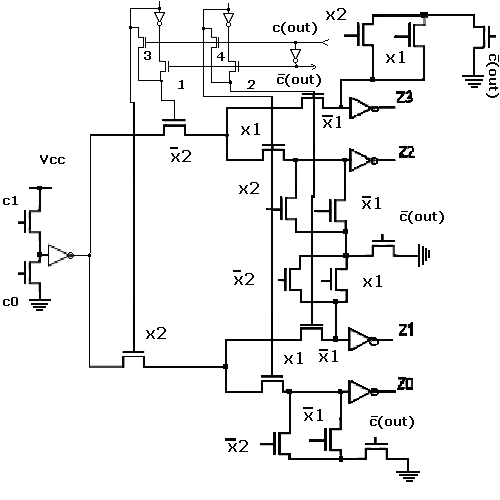 x2
c(out)
x1
3
4
c̅(out)
1
2
c̅(out)
Z3
x1
x̅1
Vcc
x̅2
Z2
x2
x̅1
c1
c̅(out)
x̅2
x1
c0
x2
Z1
x1
x̅1
Z0
x̅1
c̅(out)
x̅2